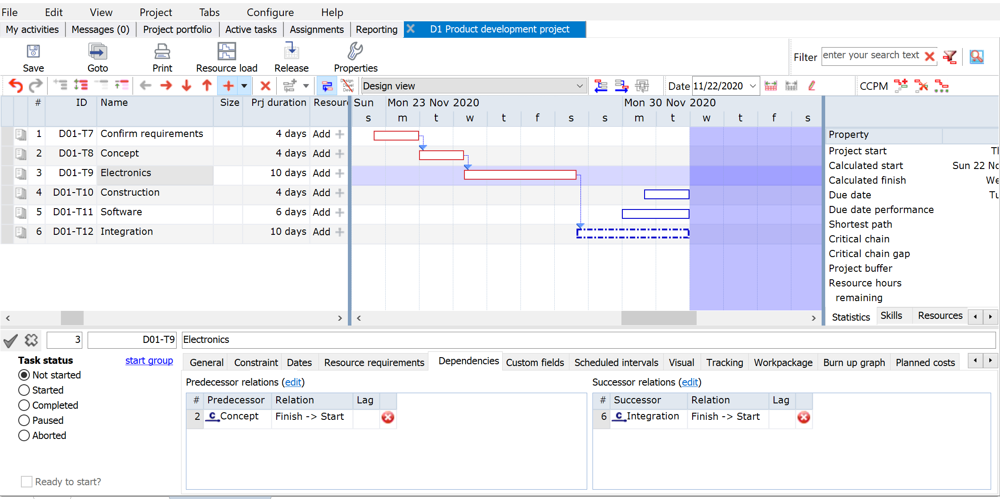 File Edit View Project Tabs Configure Help
My activities Messages (0) Project portfolio Active tasks Assignments Reporting D1 Product development project
Save Goto Print Resource load Release Properties Filter enter your search text
Design view Date 11/22/2020 CCPM
# ID Name Size Prj duration Resour Sun Mon 23 Nov 2020 Mon 30 Nov 2020
s m t w t f s s m t w t f s
1 D01-T7 Confirm requirements 4 days Add
2 D01-T8 Concept 4 days Add
3 D01-T9 Electronics 10 days Add
4 D01-T10 Construction 4 days Add
5 D01-T11 Software 6 days Add
6 D01-T12 Integration 10 days Add
Property
Project start
Calculated start Sun 22 No
Calculated finish We
Due date Tu
Due date performance
Shortest path
Critical chain
Critical chain gap
Project buffer
Resource hours
remaining
Statistics Skills Resources
3 D01-T9 Electronics
Task status start group
Not started
Started
Completed
Paused
Aborted
Ready to start?
General Constraint Dates Resource requirements Dependencies Custom fields Scheduled intervals Visual Tracking Workpackage Burn up graph Planned costs
Predecessor relations (edit)
# Predecessor Relation Lag
2 C Concept Finish -> Start
Successor relations (edit)
# Successor Relation Lag
6 C Integration Finish -> Start